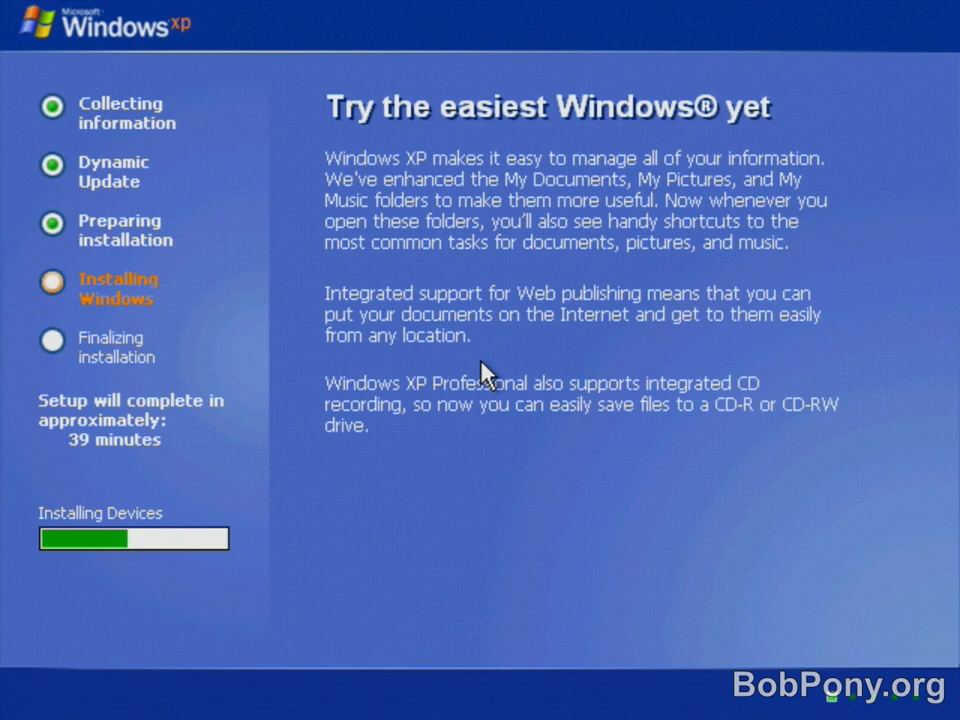 Microsoft
Windows xp
Collecting
information
Dynamic
Update
Preparing
installation
Installing
Windows
Finalizing
installation
Setup will complete in
approximately:
39 minutes
Installing Devices
Try the easiest Windows® yet
Windows XP makes it easy to manage all of your information.
We've enhanced the My Documents, My Pictures, and My
Music folders to make them more useful. Now whenever you
open these folders, you'll also see handy shortcuts to the
most common tasks for documents, pictures, and music.
Integrated support for Web publishing means that you can
put your documents on the Internet and get to them easily
from any location.
Windows XP Professional also supports integrated CD
recording, so now you can easily save files to a CD-R or CD-RW
drive.
BobPony.org